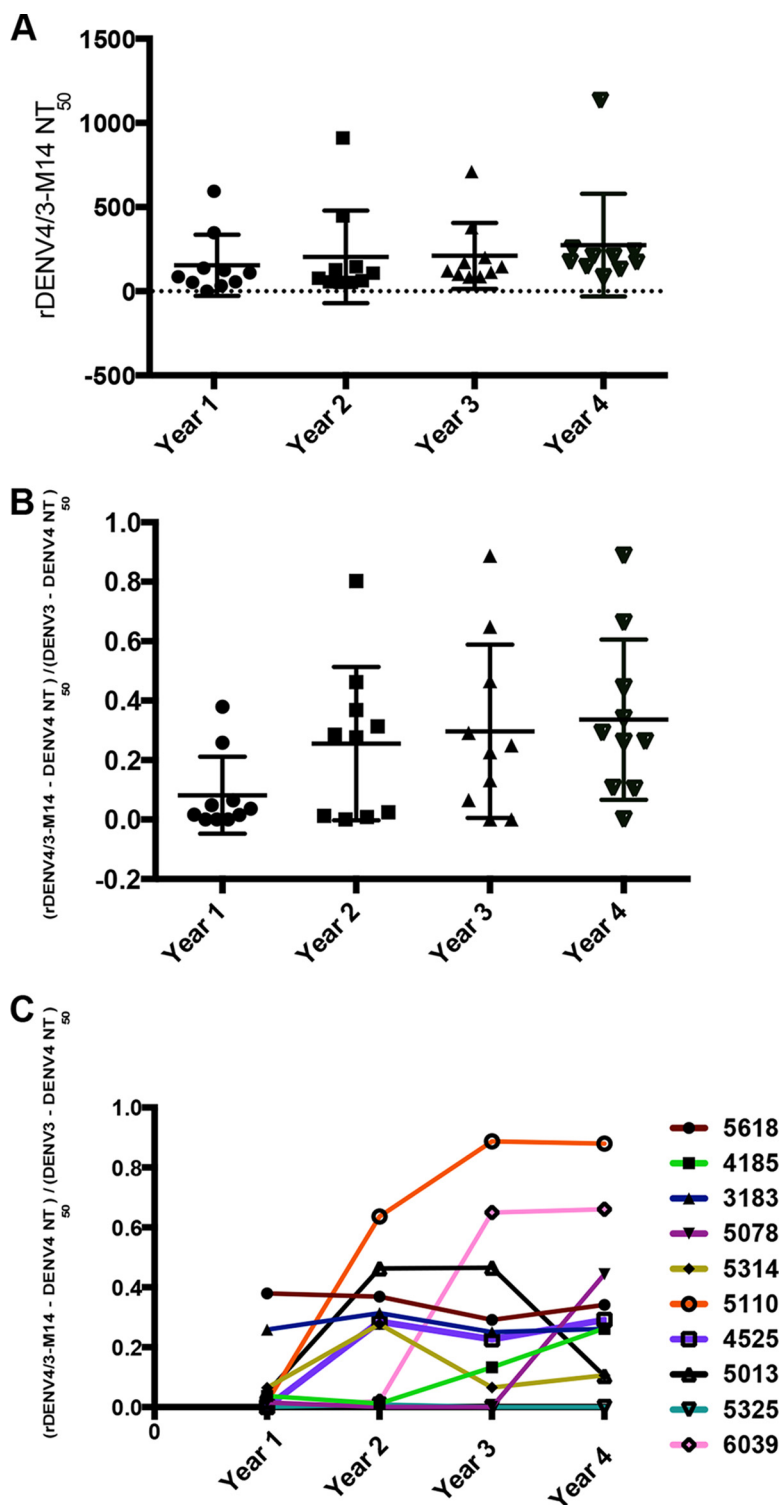 A
1500
1000
500
0
-500
rDENV4/3-M14 NT50
Year 1
Year 2
Year 3
Year 4
B
1.0
0.8
0.6
0.4
0.2
0.0
-0.2
(rDENV4/3-M14 - DENV4 NT50) / (DENV3 - DENV4 NT50)
Year 1
Year 2
Year 3
Year 4
C
1.0
0.8
0.6
0.4
0.2
0.0
(rDENV4/3-M14 - DENV4 NT50) / (DENV3 - DENV4 NT50)
0
Year 1
Year 2
Year 3
Year 4
5618
4185
3183
5078
5314
5110
4525
5013
5325
6039